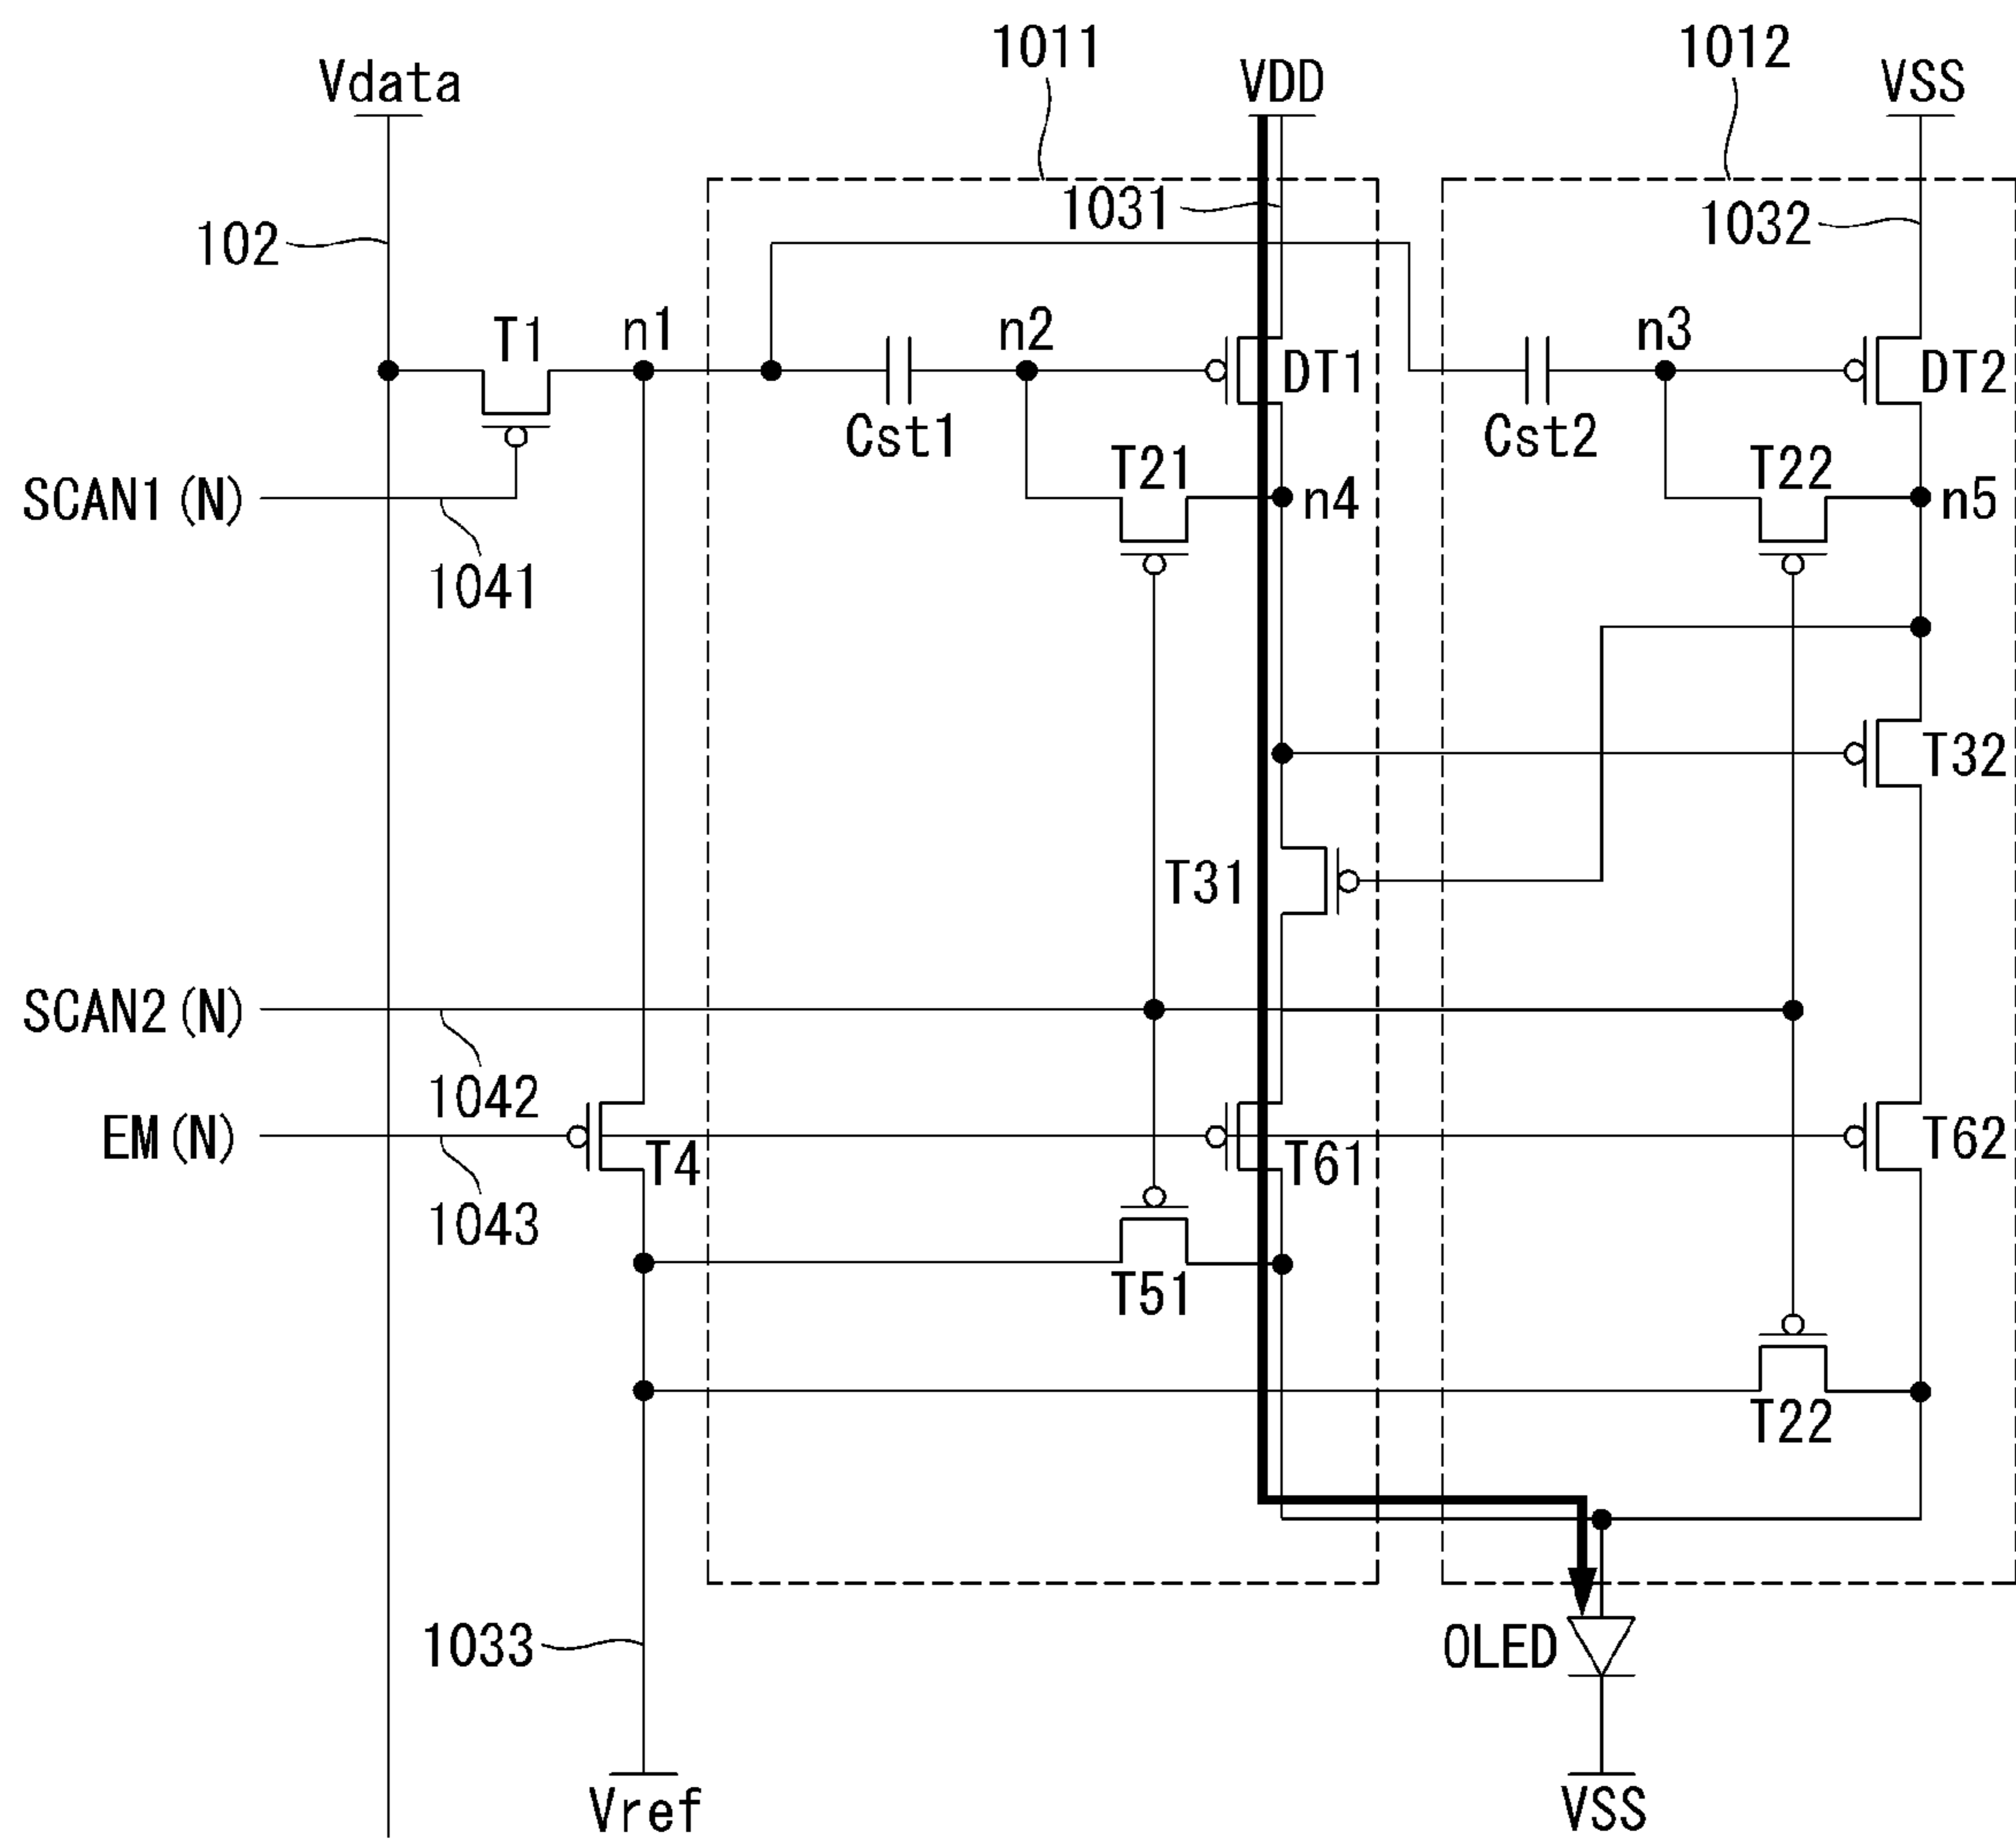 1011
1012
Vdata
VDD
VSS
1031
1032
102
T1
n1
n2
n3
DT1
DT2
Cst1
Cst2
T21
T22
SCAN1(N)
n4
n5
1041
T32
T31
SCAN2(N)
1042
EM(N)
T4
T61
T62
1043
T51
T22
1033
OLED
Vref
VSS